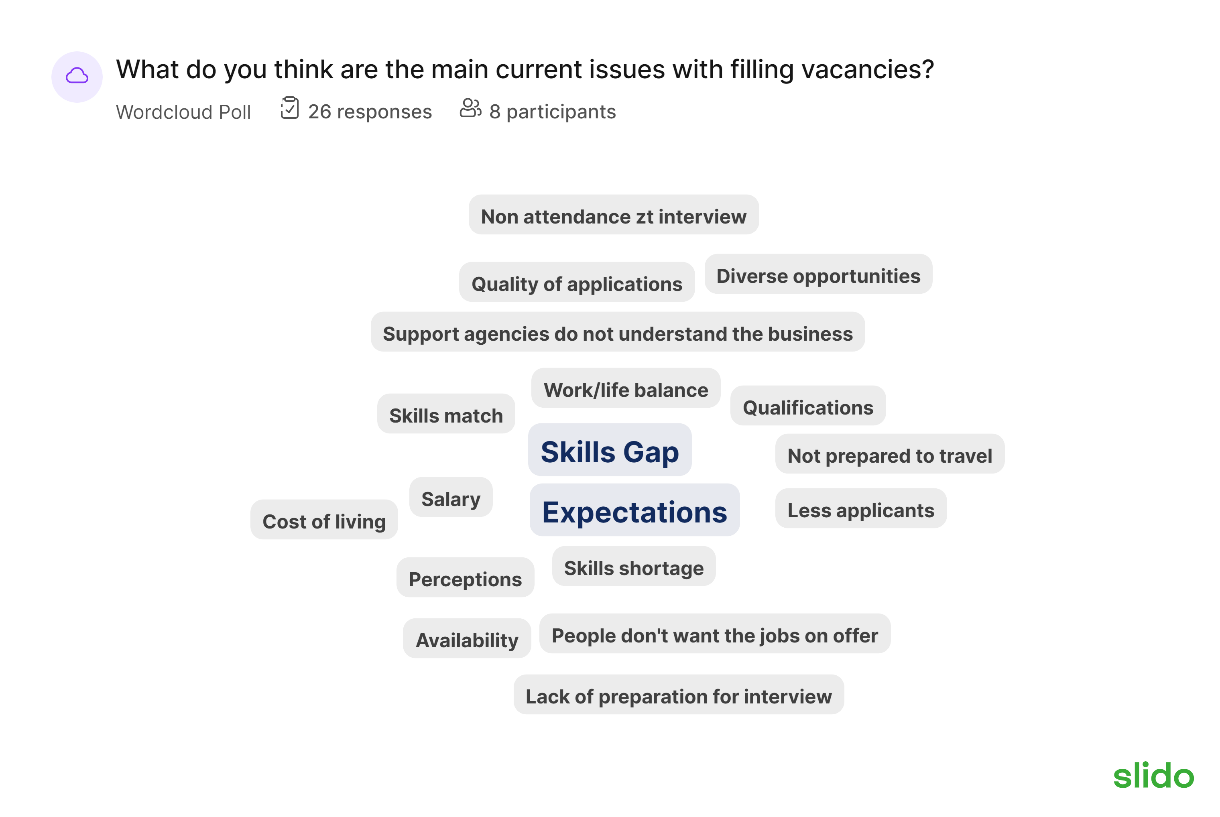 What do you think are the main current issues with filling vacancies?
Wordcloud Poll 26 responses 8 participants
Non attendance zt interview
Quality of applications Diverse opportunities
Support agencies do not understand the business
Work/life balance
Skills match Qualifications
Skills Gap Not prepared to travel
Salary
Cost of living Expectations Less applicants
Perceptions Skills shortage
Availability People don't want the jobs on offer
Lack of preparation for interview
slido